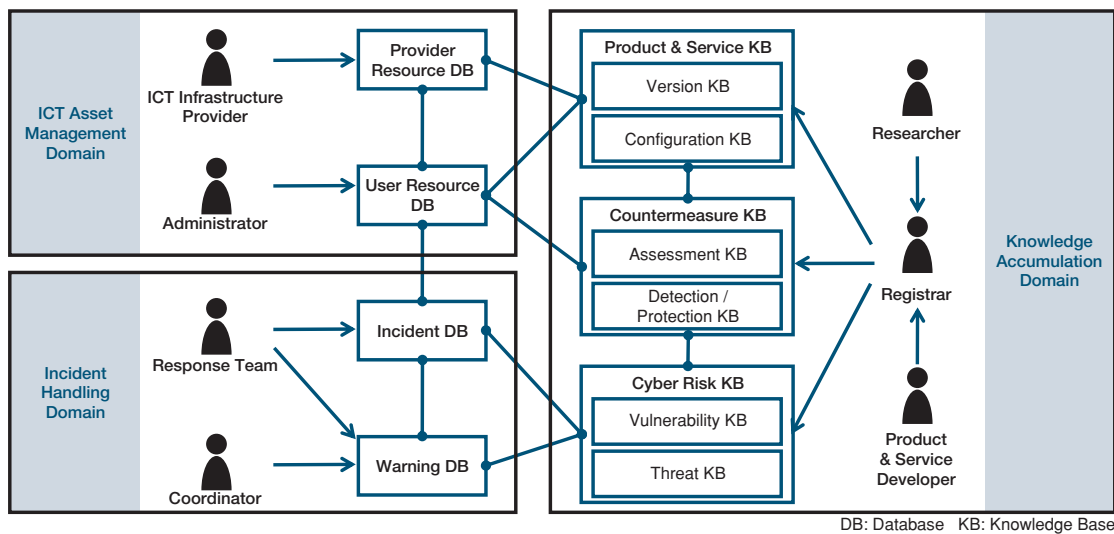 ICT Asset
Management
Domain
ICT Infrastructure
Provider
Administrator
Provider
Resource DB
User Resource
DB
Incident
Handling
Domain
Response Team
Coordinator
Incident DB
Warning DB
Product & Service KB
Version KB
Configuration KB
Countermeasure KB
Assessment KB
Detection /
Protection KB
Cyber Risk KB
Vulnerability KB
Threat KB
Researcher
Registrar
Product
& Service
Developer
Knowledge
Accumulation
Domain
DB: Database KB: Knowledge Base